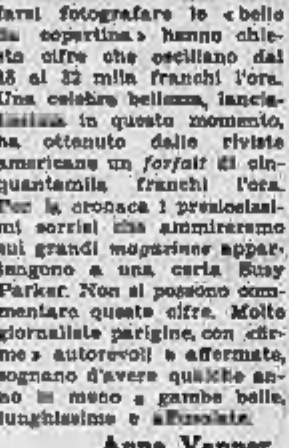 farsi fotografare le « belle
da copertina » hanno chie-
sto cifre che oscillano dai
18 ai 32 mila franchi l'ora.
Una celebre bellezza, lancia-
tissima in questo momento,
ha ottenuto dalle riviste
americane un forfait di cin-
quantamila franchi l'ora.
Per la cronaca i preziosissi-
mi sorrisi che ammireremo
sui grandi magazines appar-
tengono a una certa Susy
Parker. Non si possono com-
mentare queste cifre. Molte
giornaliste parigine, con « fir-
me » autorevoli e affermate,
sognano d'avere qualche an-
no in meno e gambe belle,
lunghissime e affusolate.
Anna Vanner